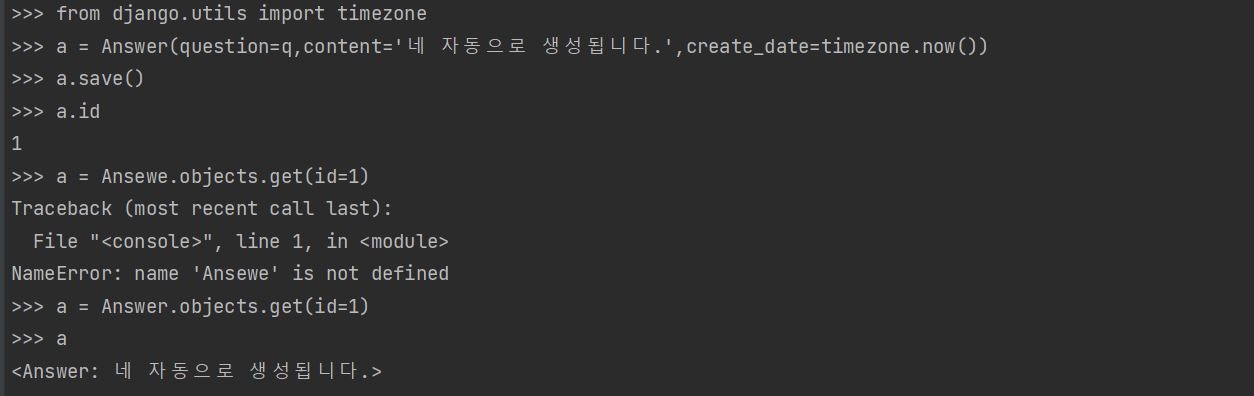 >>> from django.utils import timezone
>>> a = Answer(question=q,content='네 자동으로 생성됩니다.',create_date=timezone.now())
>>> a.save()
>>> a.id
1
>>> a = Ansewe.objects.get(id=1)
Traceback (most recent call last):
  File "<console>", line 1, in <module>
NameError: name 'Ansewe' is not defined
>>> a = Answer.objects.get(id=1)
>>> a
<Answer: 네 자동으로 생성됩니다.>